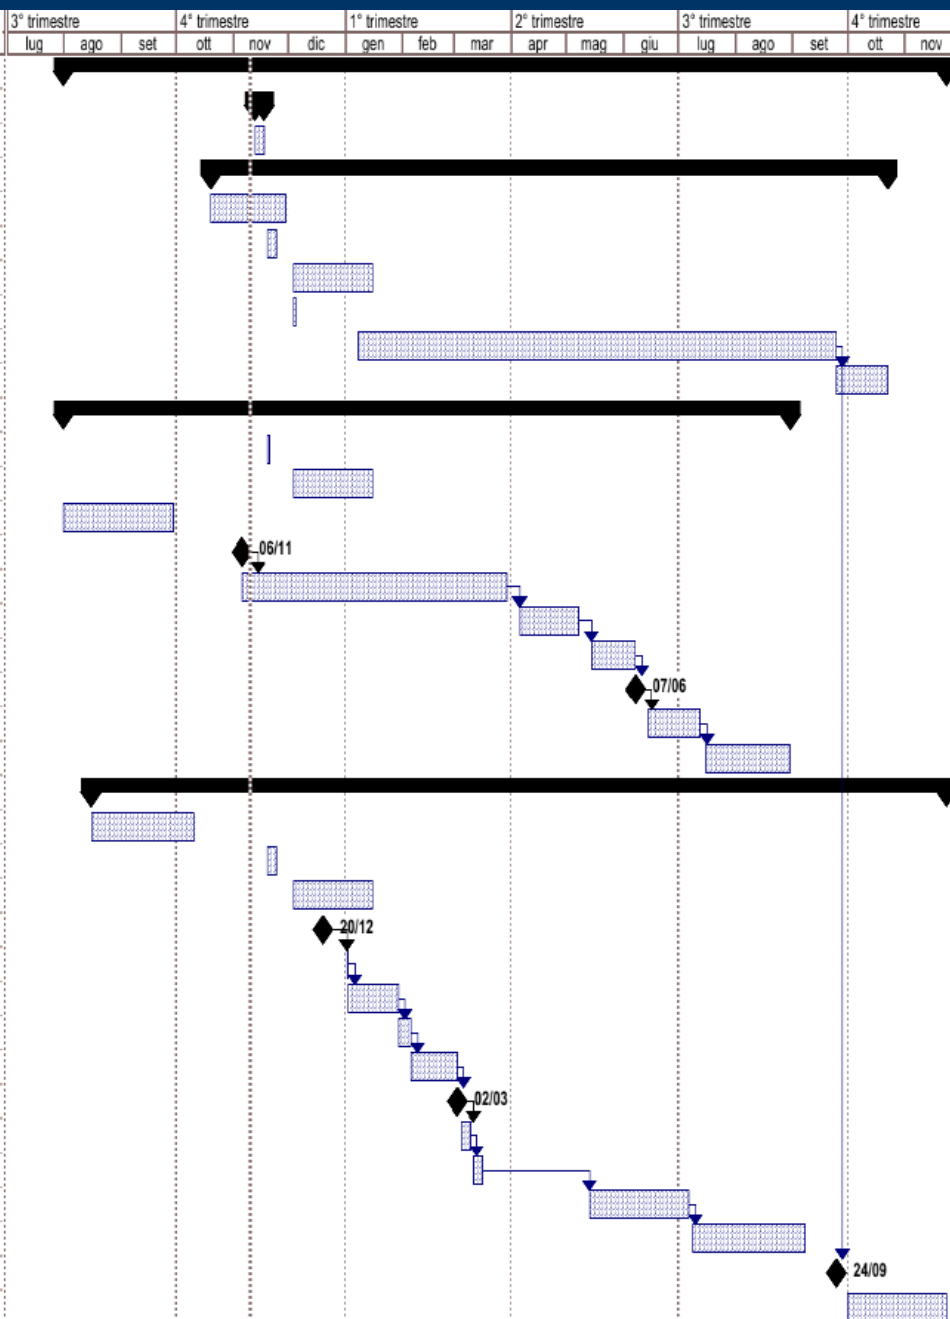 3° trimestre 4° trimestre 1° trimestre 2° trimestre 3° trimestre 4° trimestre
lug ago set ott nov dic gen feb mar apr mag giu lug ago set ott nov
06/11
07/06
20/12
02/03
24/09